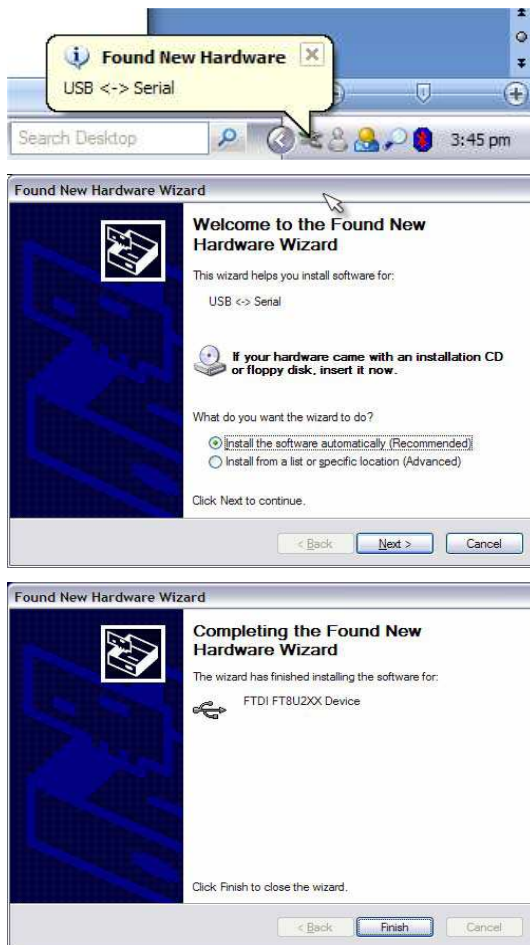 Found New Hardware
USB <-> Serial
Search Desktop
3:45 pm
Found New Hardware Wizard
Welcome to the Found New
Hardware Wizard
This wizard helps you install software for:
USB <-> Serial
If your hardware came with an installation CD
or floppy disk, insert it now.
What do you want the wizard to do?
Install the software automatically (Recommended)
Install from a list or specific location (Advanced)
Click Next to continue.
< Back Next > Cancel
Found New Hardware Wizard
Completing the Found New
Hardware Wizard
The wizard has finished installing the software for:
FTDI FT8U2XX Device
Click Finish to close the wizard.
< Back Finish Cancel